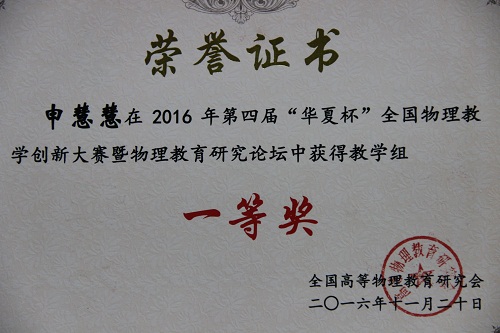 荣誉证书
申慧慧在 2016 年第四届“华夏杯”全国物理教
学创新大赛暨物理教育研究论坛中获得教学组
一等奖
全国高等物理教育研究会
二〇一六年十一月二十日